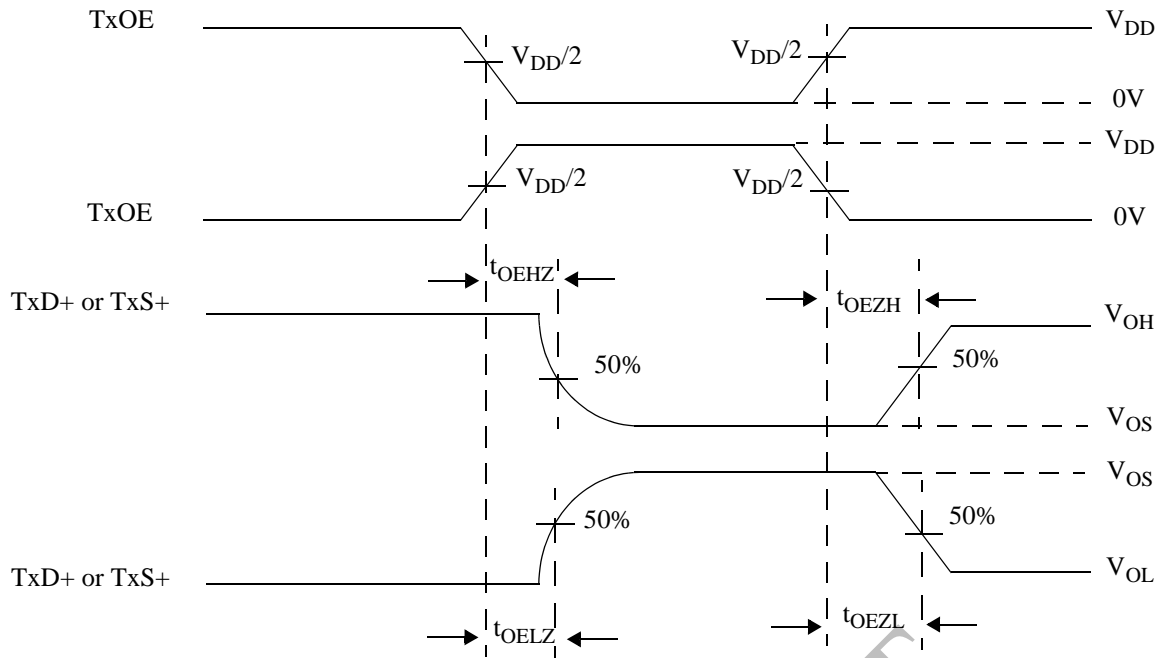 TxOE
V_DD/2
V_DD/2
V_DD
0V
V_DD
V_DD/2
V_DD/2
TxOE
0V
t_OEHZ
TxD+ or TxS+
t_OEZH
V_OH
50%
50%
V_OS
V_OS
50%
50%
TxD+ or TxS+
V_OL
t_OELZ
t_OEZL